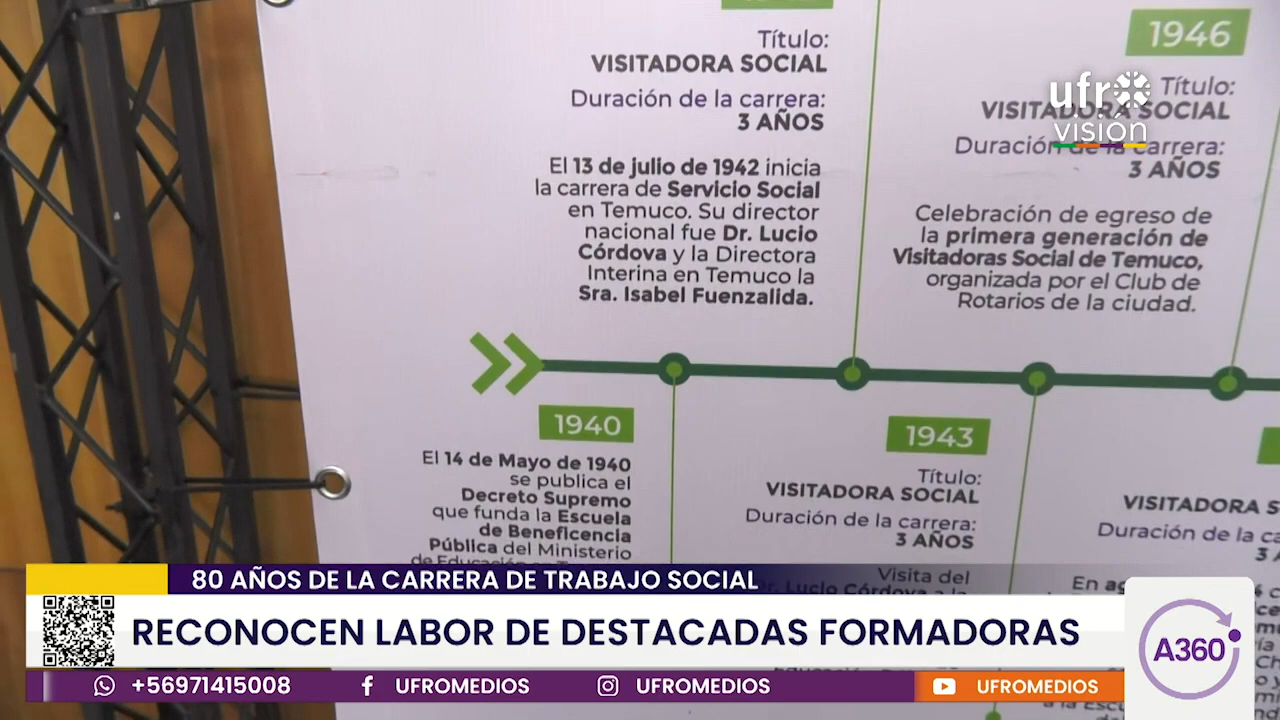 Título:
VISITADORA SOCIAL
Duración de la carrera:
3 AÑOS
El 13 de julio de 1942 inicia
la carrera de Servicio Social
en Temuco. Su director
nacional fue Dr. Lucio
Córdova y la Directora
Interina en Temuco la
Sra. Isabel Fuenzalida.
1946
Título:
VISITADORA SOCIAL
Duración de la carrera:
3 AÑOS
Celebración de egreso de
la primera generación de
Visitadoras Social de Temuco,
organizada por el Club de
Rotarios de la ciudad.
ufro
visión
1940
El 14 de Mayo de 1940
se publica el
Decreto Supremo
que funda la Escuela
de Beneficencia
Pública del Ministerio
1943
Título:
VISITADORA SOCIAL
Duración de la carrera:
3 AÑOS
Visita del
VISITADORA
Duración de la
80 AÑOS DE LA CARRERA DE TRABAJO SOCIAL
RECONOCEN LABOR DE DESTACADAS FORMADORAS
A360
+56971415008
UFROMEDIOS
UFROMEDIOS
UFROMEDIOS